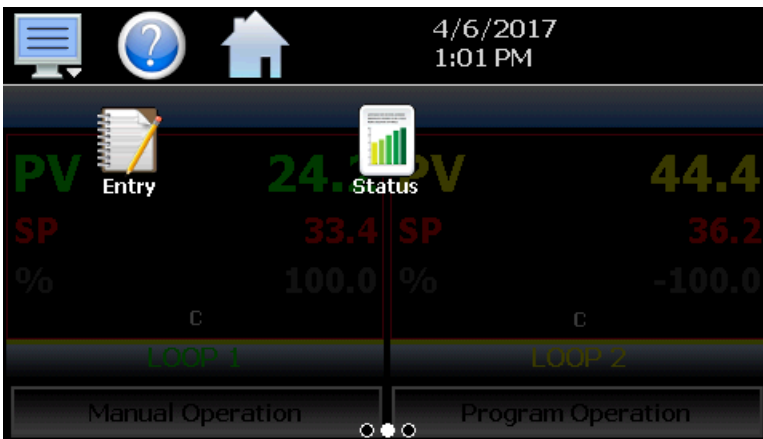 4/6/2017
1:01 PM
PV 24.
PV 44.4
Entry
Status
SP 33.4
SP 36.2
% 100.0
% -100.0
C
C
LOOP 1
LOOP 2
Manual Operation
Program Operation